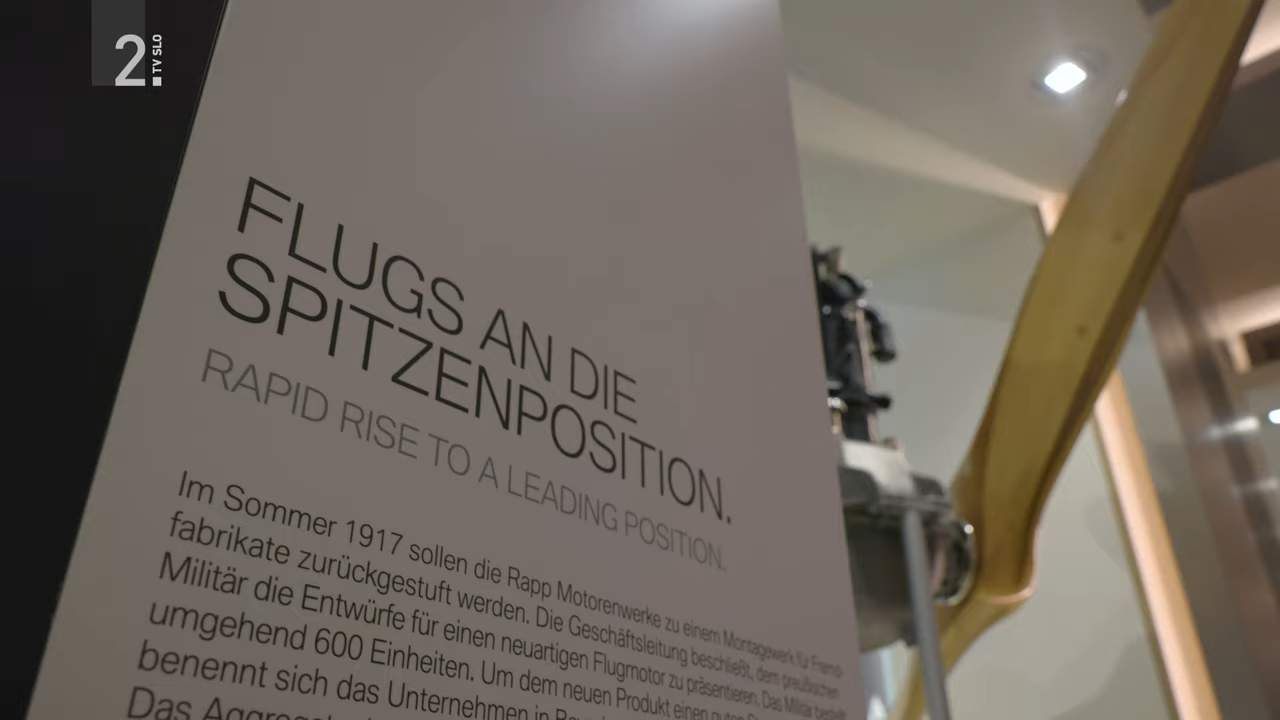 2
TV SLO
FLUGS AN DIE
SPITZENPOSITION.
RAPID RISE TO A LEADING POSITION.
Im Sommer 1917 sollen die Rapp Motorenwerke zu einem Montagewerk für Fremd-
fabrikate zurückgestuft werden. Die Geschäftsleitung beschließt, dem preußischen
Militär die Entwürfe für einen neuartigen Flugmotor zu präsentieren. Das Militär bestellt
umgehend 600 Einheiten. Um dem neuen Produkt einen guten
benennt sich das Unternehmen in
Das